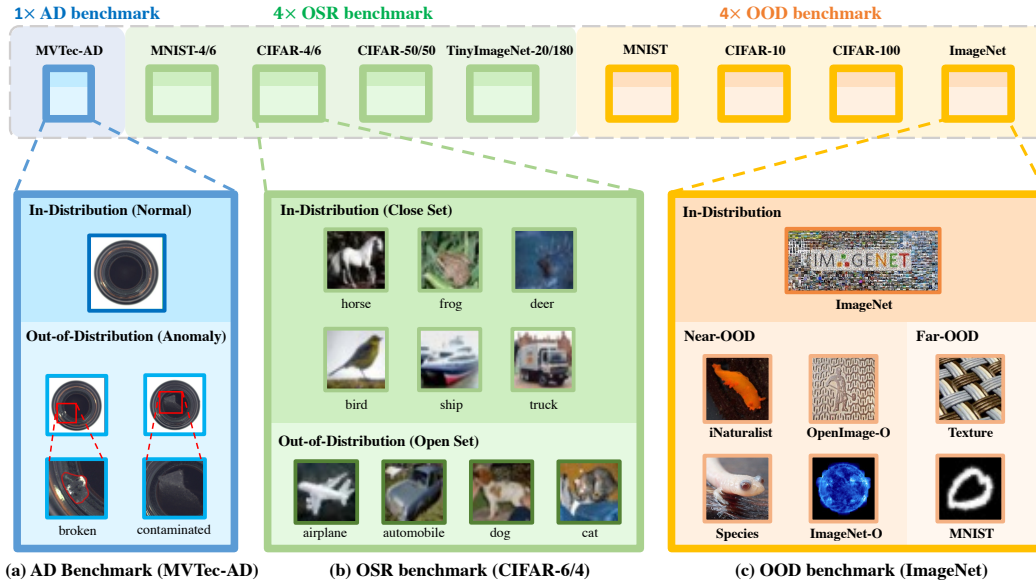 1× AD benchmark 4× OSR benchmark 4× OOD benchmark
MVTec-AD MNIST-4/6 CIFAR-4/6 CIFAR-50/50 TinyImageNet-20/180 MNIST CIFAR-10 CIFAR-100 ImageNet
In-Distribution (Normal)
Out-of-Distribution (Anomaly)
broken contaminated
(a) AD Benchmark (MVTec-AD)
In-Distribution (Close Set)
horse frog deer
bird ship truck
Out-of-Distribution (Open Set)
airplane automobile dog cat
(b) OSR benchmark (CIFAR-6/4)
In-Distribution
IMAGENET
ImageNet
Near-OOD Far-OOD
iNaturalist OpenImage-O Texture
Species ImageNet-O MNIST
(c) OOD benchmark (ImageNet)